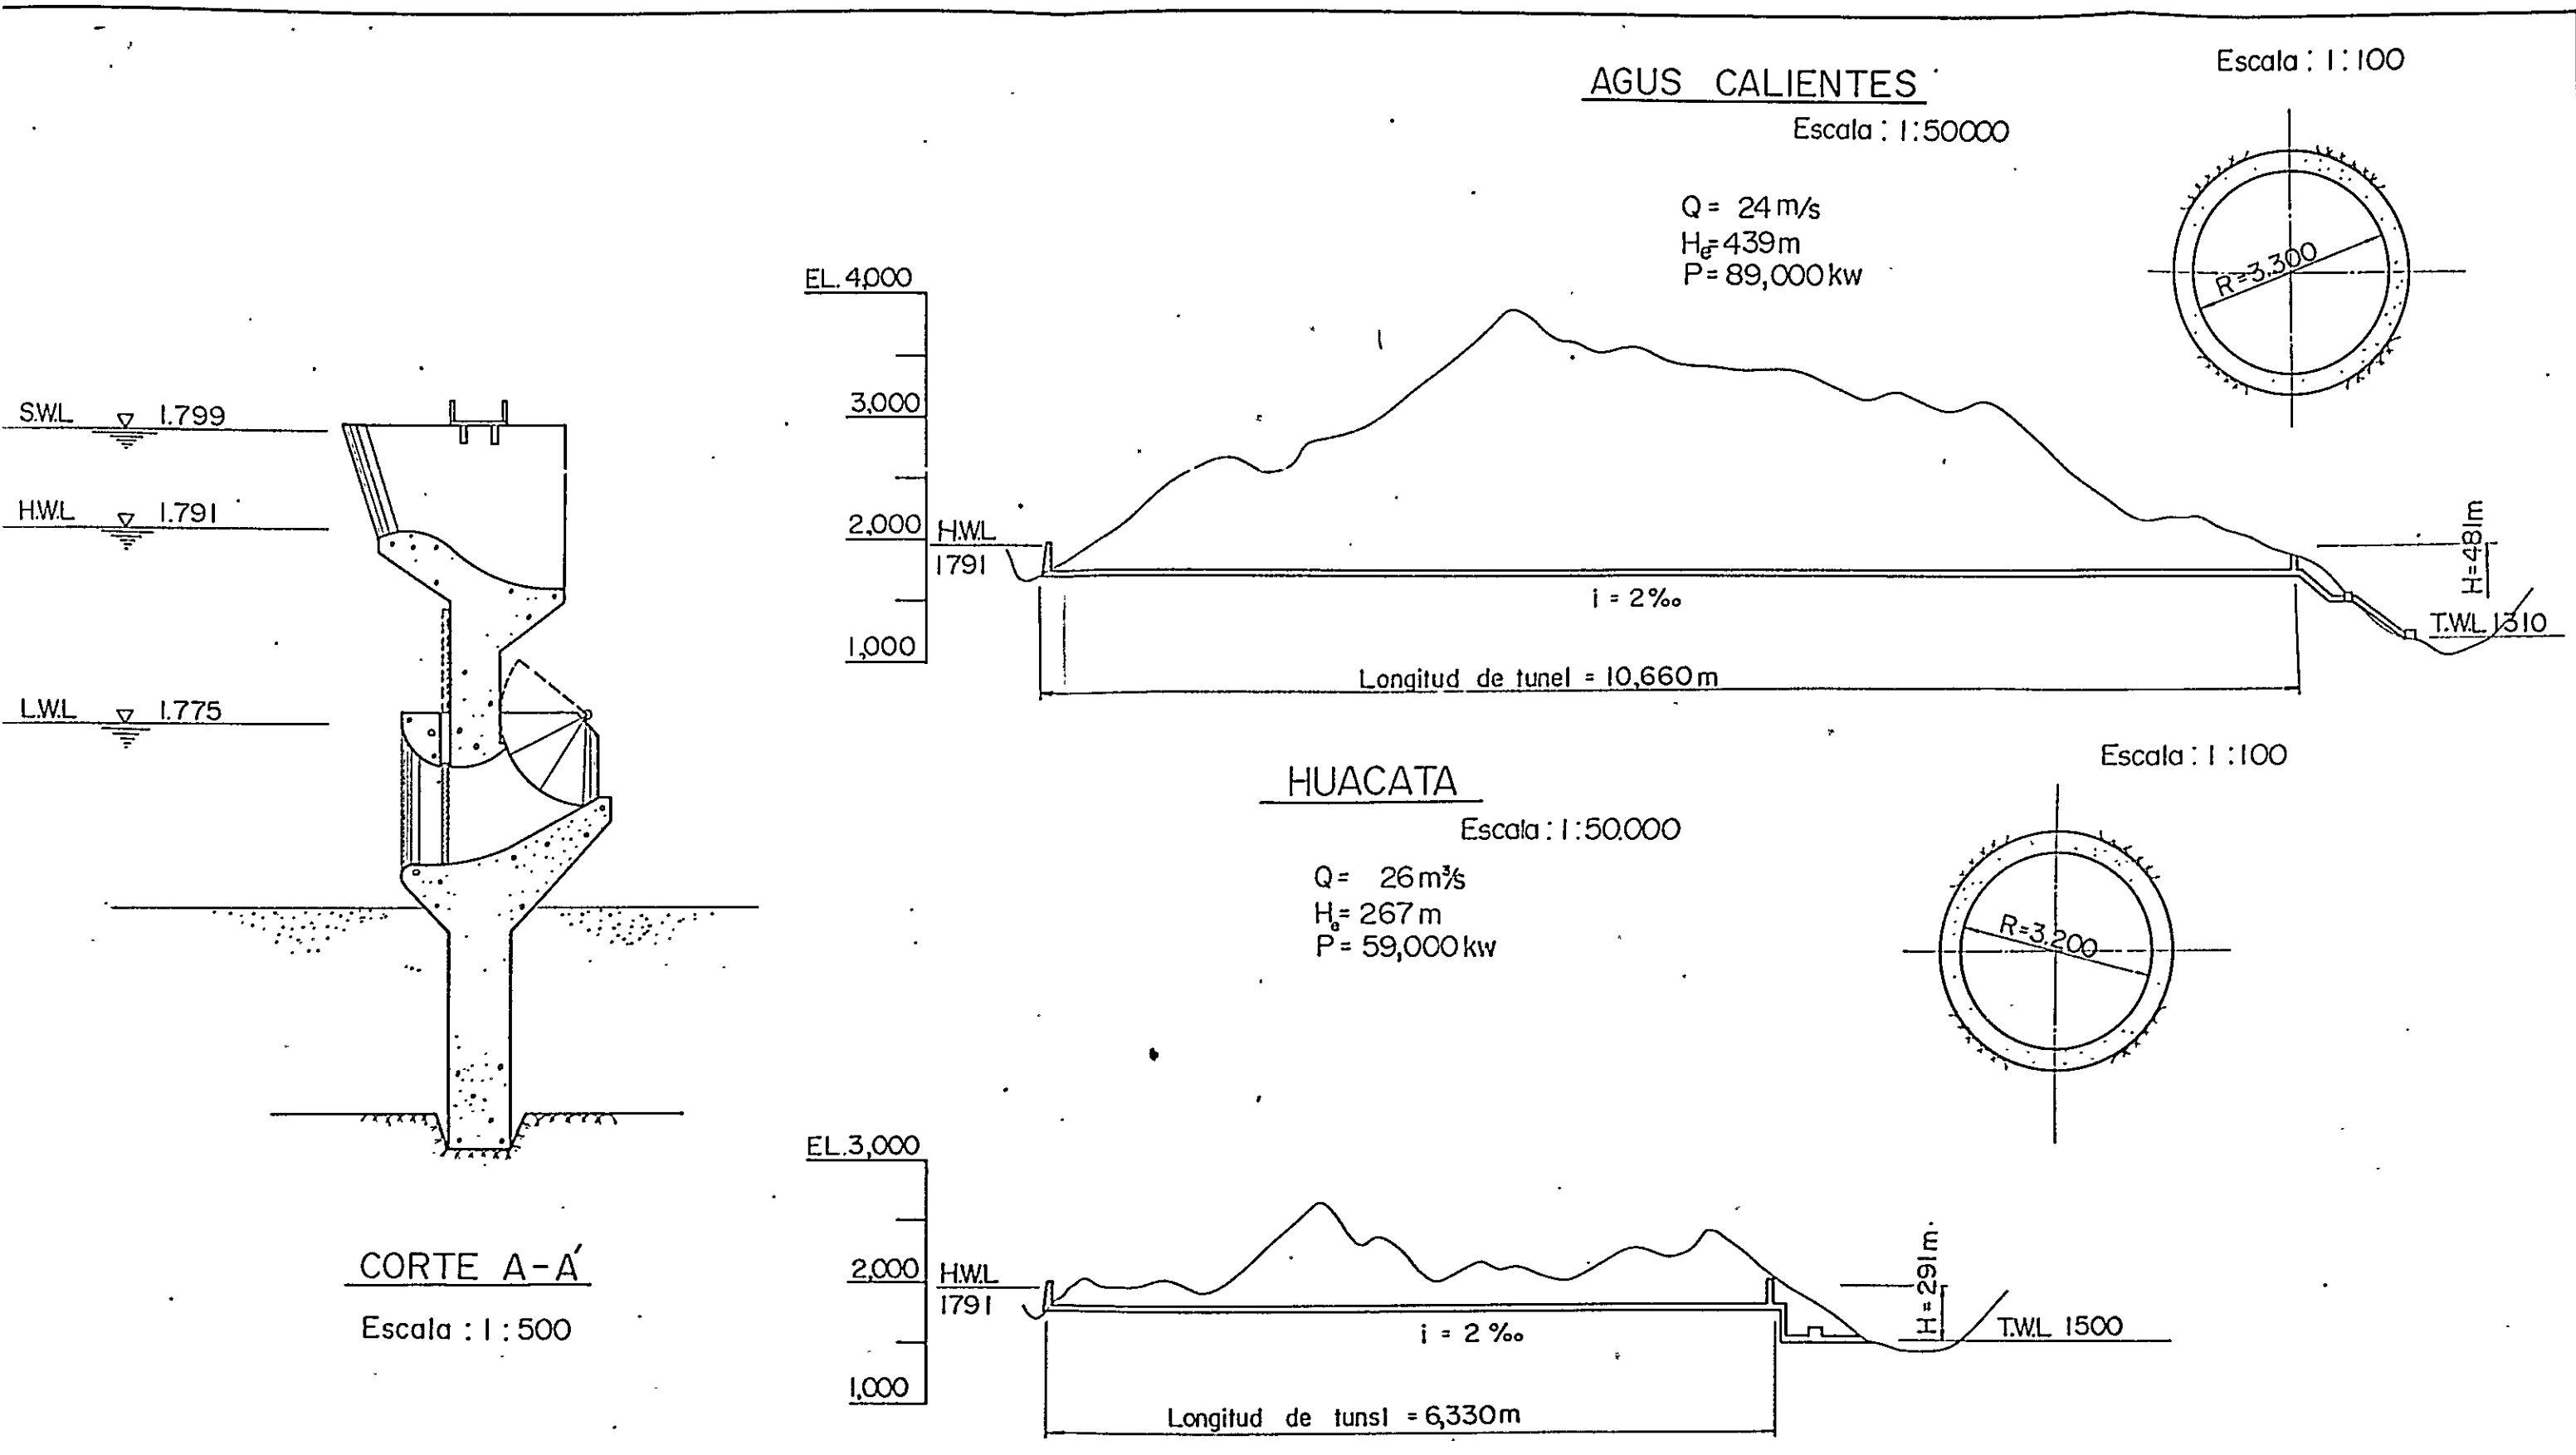 S.W.L 1.799
H.W.L 1.791
L.W.L 1.775
CORTE A-A'
Escala : 1 : 500
AGUS CALIENTES
Escala : 1:50000
Escala : 1:100
Q = 24 m/s
He=439m
P = 89,000 kw
R=3.300
EL. 4,000
3,000
2,000
1,000
H.W.L
1791
i = 2‰
H=481m
T.W.L 1310
Longitud de tunel = 10,660 m
HUACATA
Escala : 1:50.000
Escala : 1 :100
Q = 26 m³/s
He= 267 m
P = 59,000 kw
R=3.200
EL.3,000
2,000
1,000
H.W.L
1791
i = 2 ‰
H = 291m
T.W.L 1500
Longitud de tunsl = 6,330m